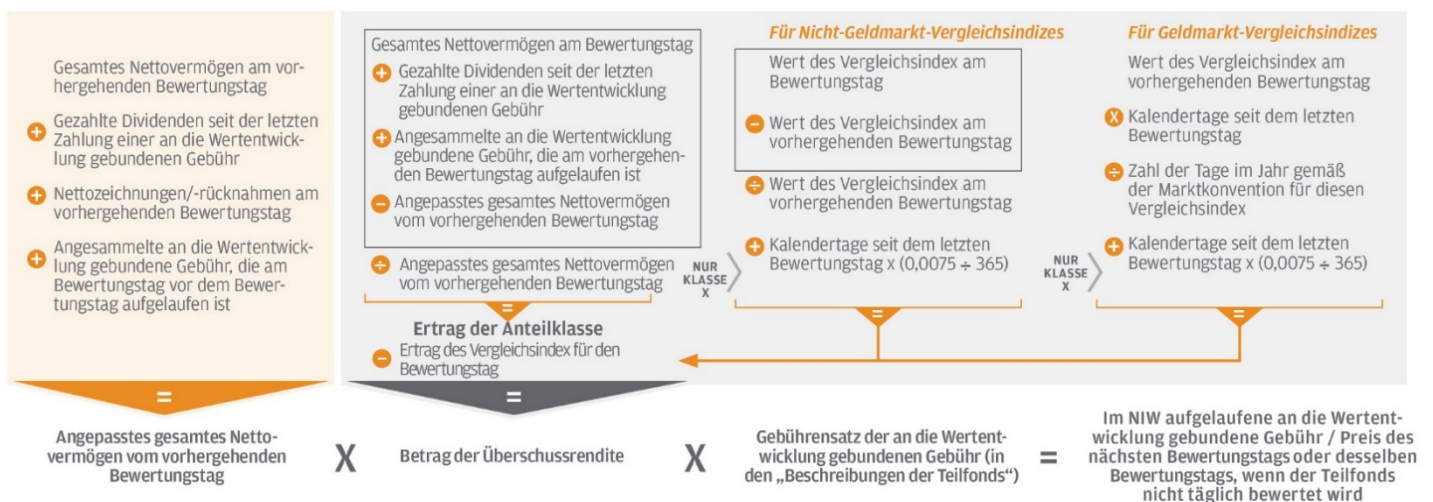 Gesamtes Nettovermögen am vor-
hergehenden Bewertungstag
+ Gezahlte Dividenden seit der letzten
Zahlung einer an die Wertentwick-
lung gebundenen Gebühr
+ Nettozeichnungen/-rücknahmen am
vorhergehenden Bewertungstag
+ Angesammelte an die Wertentwick-
lung gebundene Gebühr, die am
Bewertungstag vor dem Bewer-
tungstag aufgelaufen ist
=
Angepasstes gesamtes Netto-
vermögen vom vorhergehenden
Bewertungstag
X
Gesamtes Nettovermögen am Bewertungstag
+ Gezahlte Dividenden seit der letzten
Zahlung einer an die Wertentwicklung
gebundenen Gebühr
+ Angesammelte an die Wertentwicklung
gebundene Gebühr, die am vorhergehen-
den Bewertungstag aufgelaufen ist
− Angepasstes gesamtes Nettovermögen
vom vorhergehenden Bewertungstag
÷ Angepasstes gesamtes Nettovermögen
vom vorhergehenden Bewertungstag
=
Ertrag der Anteilklasse
− Ertrag des Vergleichsindex für den
Bewertungstag
=
Betrag der Überschussrendite
Für Nicht-Geldmarkt-Vergleichsindizes
Wert des Vergleichsindex am
Bewertungstag
− Wert des Vergleichsindex am
vorhergehenden Bewertungstag
÷ Wert des Vergleichsindex am
vorhergehenden Bewertungstag
NUR
KLASSE
X
+ Kalendertage seit dem letzten
Bewertungstag x (0,0075 ÷ 365)
=
Für Geldmarkt-Vergleichsindizes
Wert des Vergleichsindex am
vorhergehenden Bewertungstag
X Kalendertage seit dem letzten
Bewertungstag
÷ Zahl der Tage im Jahr gemäß
der Marktkonvention für diesen
Vergleichsindex
NUR
KLASSE
X
+ Kalendertage seit dem letzten
Bewertungstag x (0,0075 ÷ 365)
=
X
Gebührensatz der an die Wertent-
wicklung gebundenen Gebühr (in
den „Beschreibungen der Teilfonds“)
=
Im NIW aufgelaufene an die Wertent-
wicklung gebundene Gebühr / Preis des
nächsten Bewertungstags oder desselben
Bewertungstags, wenn der Teilfonds
nicht täglich bewertet wird